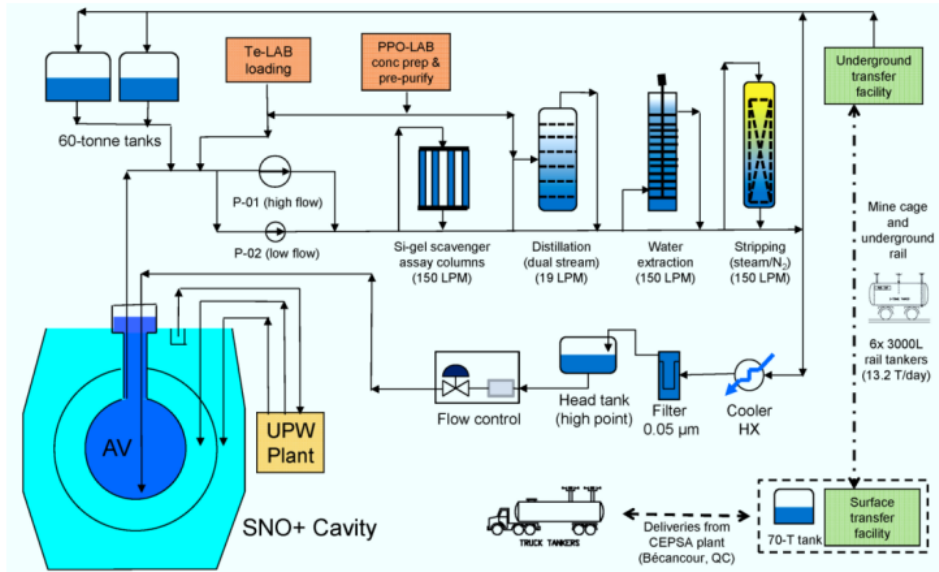 Te-LAB
loading
PPO-LAB
conc prep &
pre-purify
Underground
transfer
facility
60-tonne tanks
P-01 (high flow)
P-02 (low flow)
Si-gel scavenger
assay columns
(150 LPM)
Distillation
(dual stream)
(19 LPM)
Water
extraction
(150 LPM)
Stripping
(steam/N₂)
(150 LPM)
Mine cage
and
underground
rail
6x 3000L
rail tankers
(13.2 T/day)
Flow control
Head tank
(high point)
Filter
0.05 µm
Cooler
HX
AV
UPW
Plant
SNO+ Cavity
TRUCK TANKERS
Deliveries from
CEPSA plant
(Bécancour, QC)
70-T tank
Surface
transfer
facility